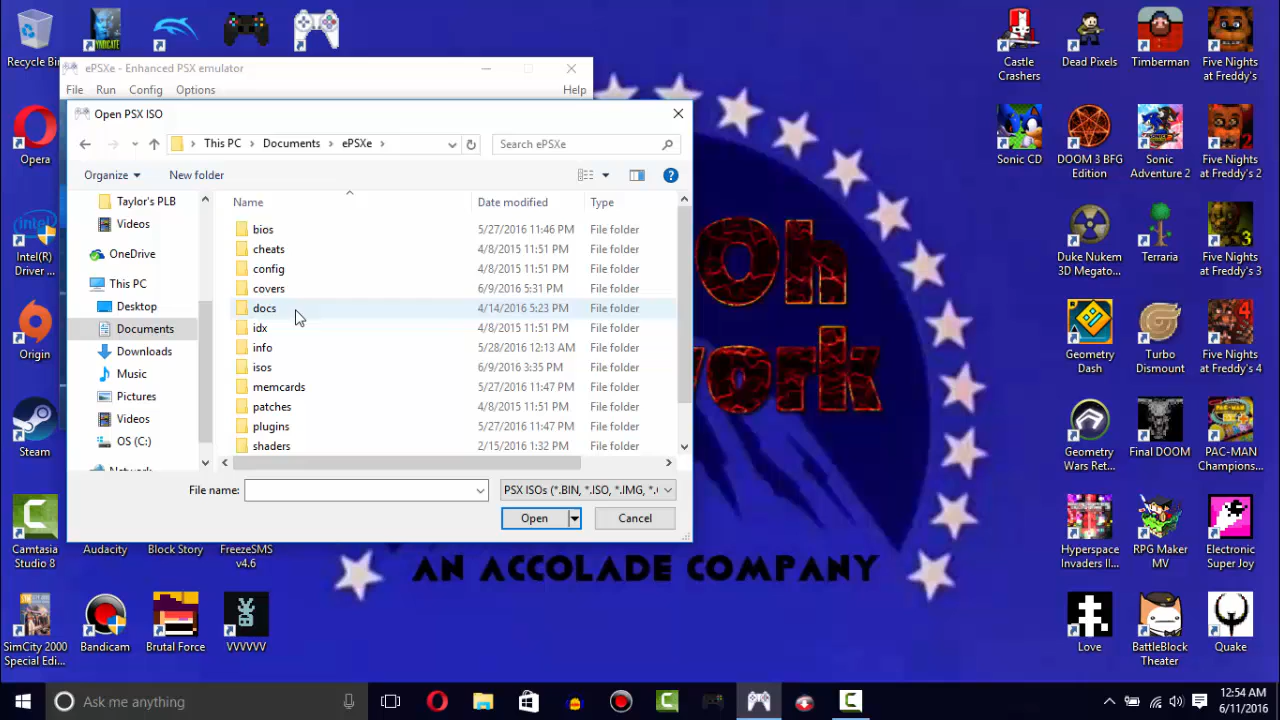 Recycle Bin
SYNDICATE
ePSXe - Enhanced PSX emulator
File Run Config Options Help
Open PSX ISO
This PC > Documents > ePSXe >
Search ePSXe
Organize
New folder
Taylor's PLB
Videos
OneDrive
This PC
Desktop
Documents
Downloads
Music
Pictures
Videos
OS (C:)
Network
Name Date modified Type
bios 5/27/2016 11:46 PM File folder
cheats 4/8/2015 11:51 PM File folder
config 4/8/2015 11:51 PM File folder
covers 6/9/2016 5:31 PM File folder
docs 4/14/2016 5:23 PM File folder
idx 4/8/2015 11:51 PM File folder
info 5/28/2016 12:13 AM File folder
isos 6/9/2016 3:35 PM File folder
memcards 5/27/2016 11:47 PM File folder
patches 4/8/2015 11:51 PM File folder
plugins 5/27/2016 11:47 PM File folder
shaders 2/15/2016 1:32 PM File folder
File name:
PSX ISOs (*.BIN, *.ISO, *.IMG, *.
Open
Cancel
Opera
Intel(R)
Driver ...
Origin
Steam
Camtasia
Studio 8
Audacity
Block Story
FreezeSMS
v4.6
SimCity 2000
Special Edi...
Bandicam
Brutal Force
VVVVVV
Oh
work
AN ACCOLADE COMPANY
Castle
Crashers
Dead Pixels
Timberman
Five Nights
at Freddy's
Sonic CD
DOOM 3 BFG
Edition
Sonic
Adventure 2
Five Nights
at Freddy's 2
Duke Nukem
3D Megato...
Terraria
3
Five Nights
at Freddy's 3
Geometry
Dash
Turbo
Dismount
4
Five Nights
at Freddy's 4
Geometry
Wars Ret...
Final DOOM
PAC-MAN
Champions...
Hyperspace
Invaders II...
RPG Maker
MV
Electronic
Super Joy
Love
BattleBlock
Theater
Quake
Ask me anything
12:54 AM
6/11/2016